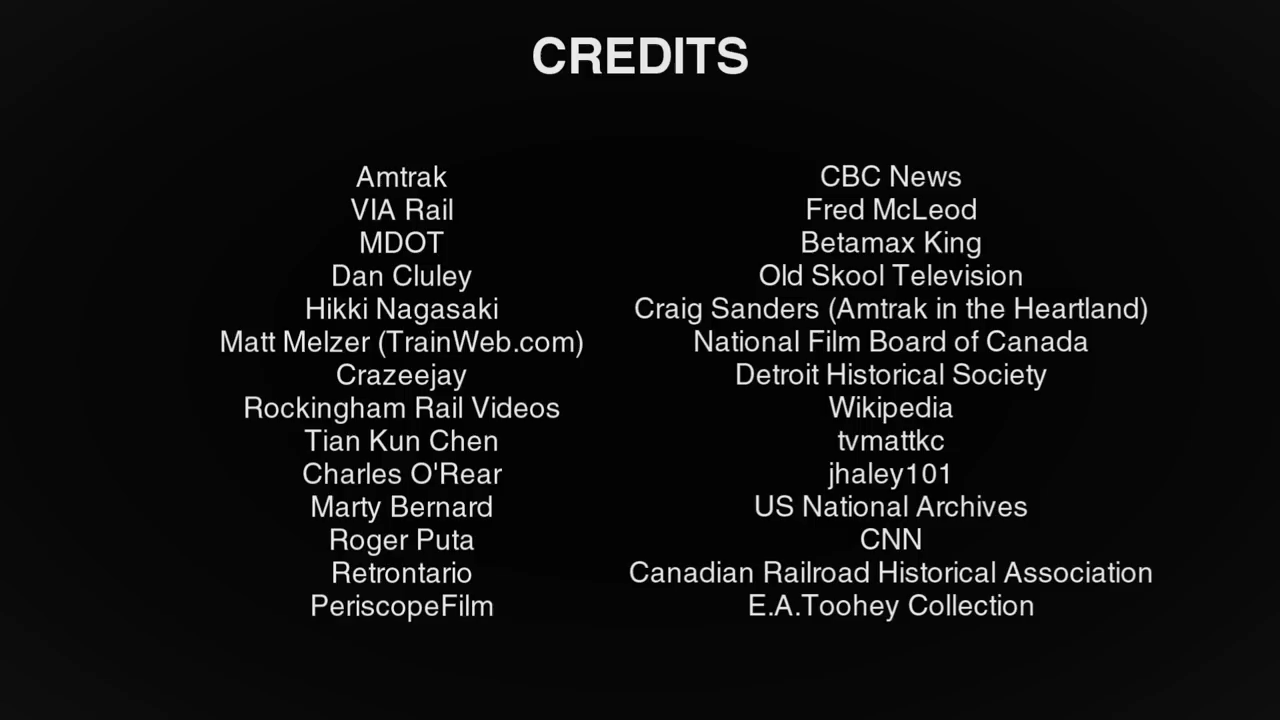 CREDITS
Amtrak
VIA Rail
MDOT
Dan Cluley
Hikki Nagasaki
Matt Melzer (TrainWeb.com)
Crazeejay
Rockingham Rail Videos
Tian Kun Chen
Charles O'Rear
Marty Bernard
Roger Puta
Retrontario
PeriscopeFilm
CBC News
Fred McLeod
Betamax King
Old Skool Television
Craig Sanders (Amtrak in the Heartland)
National Film Board of Canada
Detroit Historical Society
Wikipedia
tvmattkc
jhaley101
US National Archives
CNN
Canadian Railroad Historical Association
E.A.Toohey Collection